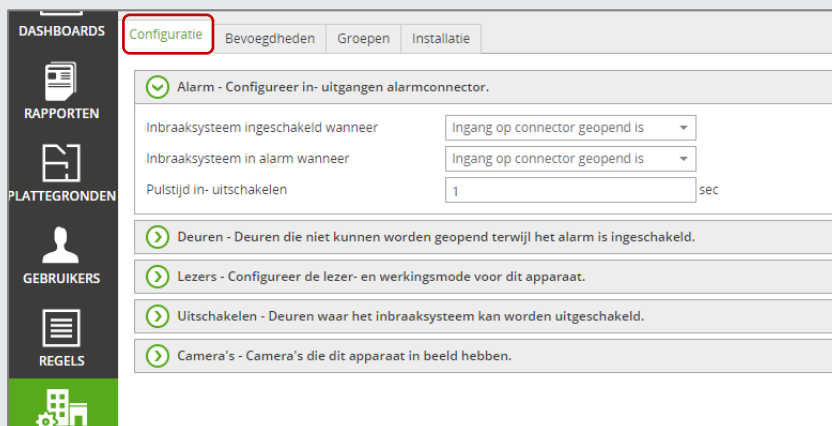 DASHBOARDS
RAPPORTEN
PLATTEGRONDEN
GEBRUIKERS
REGELS
Configuratie Bevoegdheden Groepen Installatie
Alarm - Configureer in- uitgangen alarmconnector.
Inbraaksysteem ingeschakeld wanneer Ingang op connector geopend is
Inbraaksysteem in alarm wanneer Ingang op connector geopend is
Pulstijd in- uitschakelen 1 sec
Deuren - Deuren die niet kunnen worden geopend terwijl het alarm is ingeschakeld.
Lezers - Configureer de lezer- en werkingsmode voor dit apparaat.
Uitschakelen - Deuren waar het inbraaksysteem kan worden uitgeschakeld.
Camera's - Camera's die dit apparaat in beeld hebben.